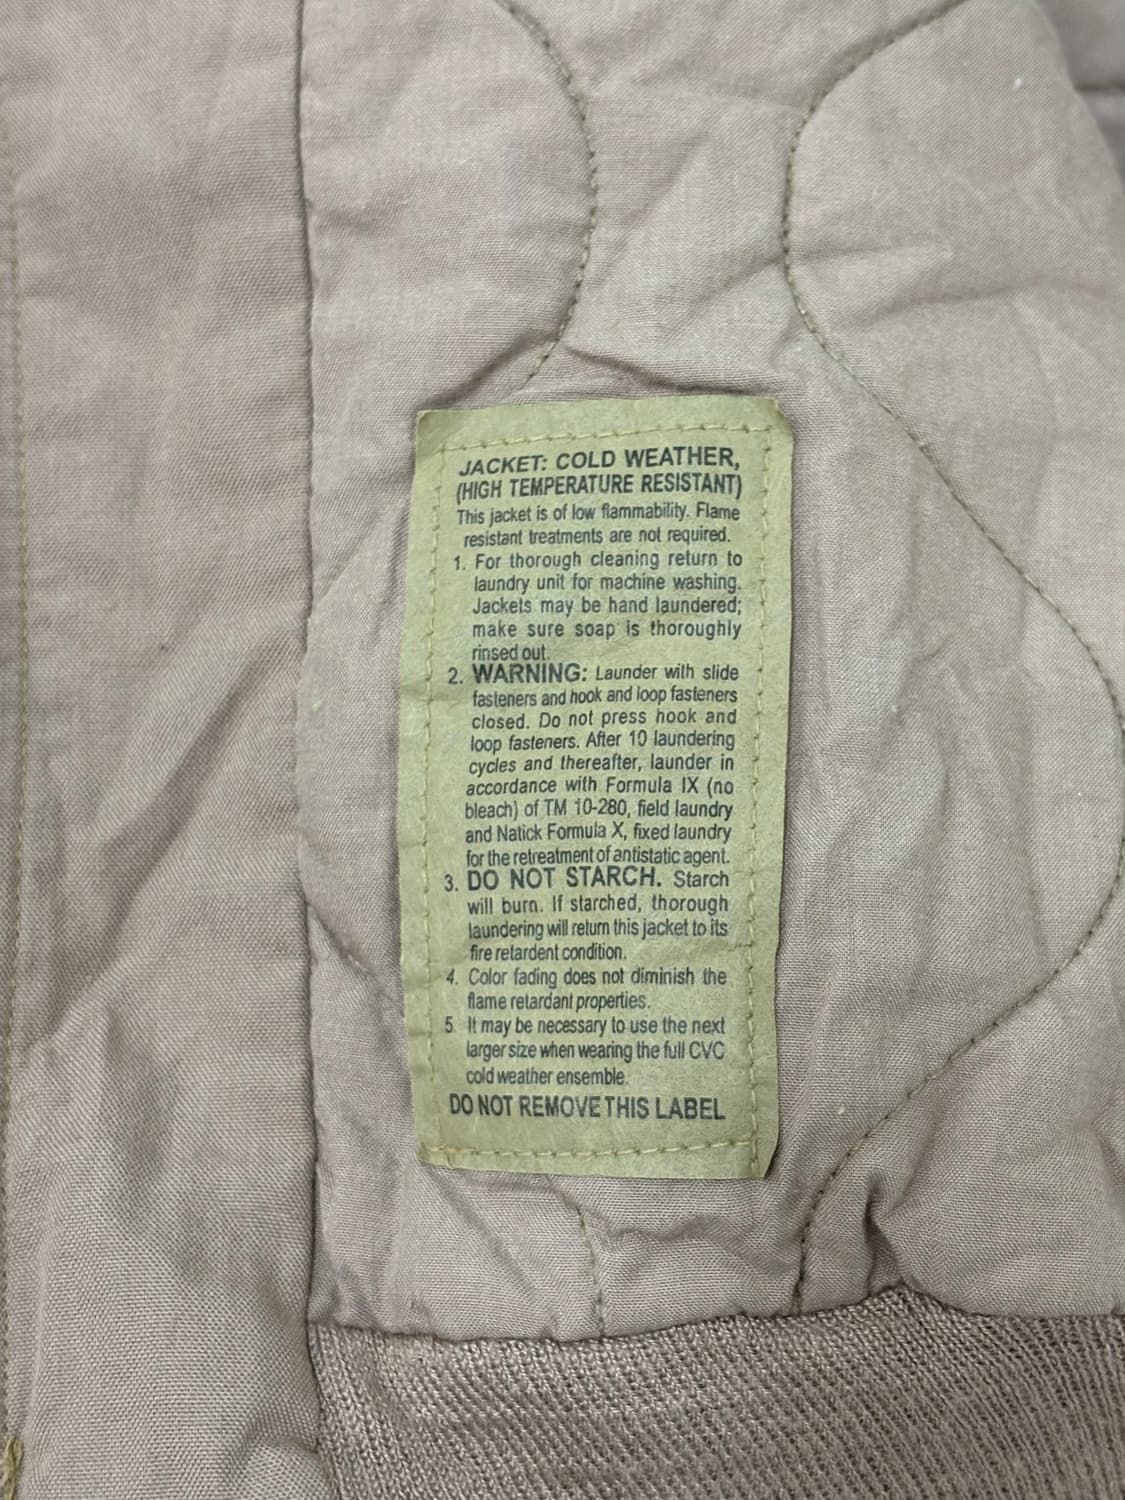 JACKET: COLD WEATHER,
(HIGH TEMPERATURE RESISTANT)
This jacket is of low flammability. Flame
resistant treatments are not required.
1. For thorough cleaning return to
laundry unit for machine washing.
Jackets may be hand laundered;
make sure soap is thoroughly
rinsed out.
2. WARNING: Launder with slide
fasteners and hook and loop fasteners
closed. Do not press hook and
loop fasteners. After 10 laundering
cycles and thereafter, launder in
accordance with Formula IX (no
bleach) of TM 10-280, field laundry
and Natick Formula X, fixed laundry
for the retreatment of antistatic agent.
3. DO NOT STARCH. Starch
will burn. If starched, thorough
laundering will return this jacket to its
fire retardent condition.
4. Color fading does not diminish the
flame retardant properties.
5. It may be necessary to use the next
larger size when wearing the full CVC
cold weather ensemble.
DO NOT REMOVE THIS LABEL